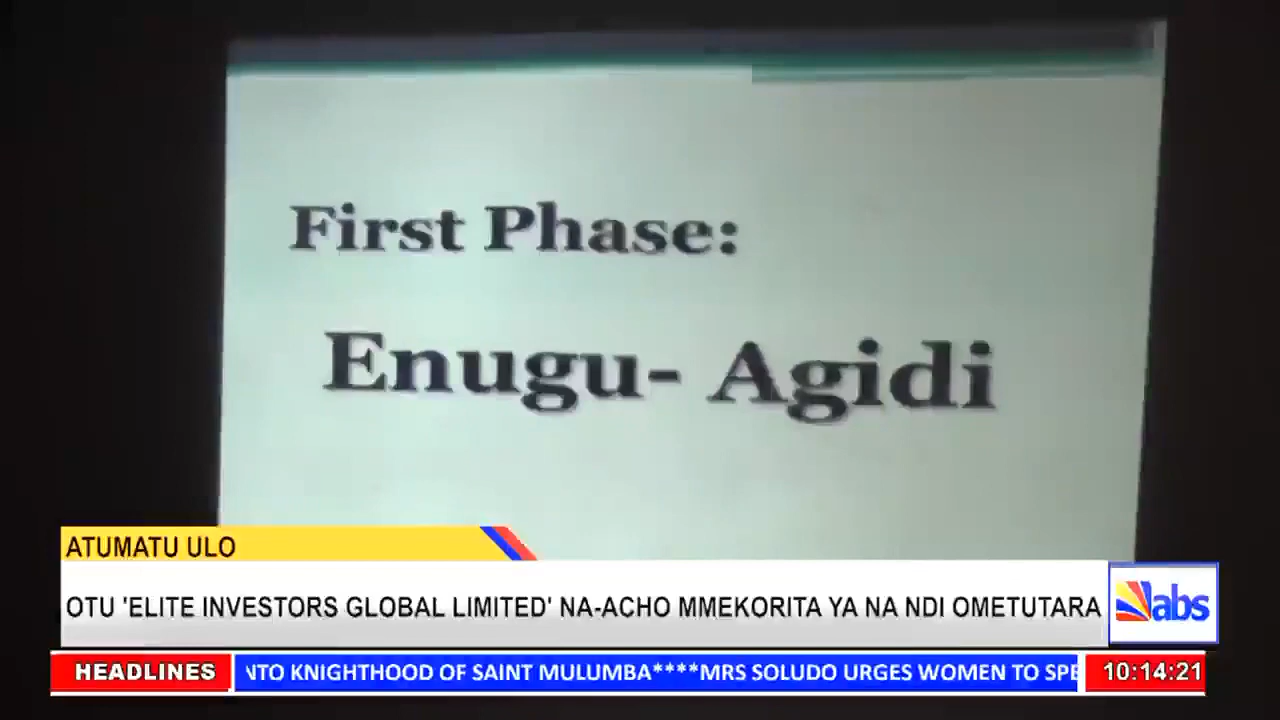 First Phase:
Enugu- Agidi
ATUMATU ULO
OTU 'ELITE INVESTORS GLOBAL LIMITED' NA-ACHO MMEKORITA YA NA NDI OMETUTARA
abs
HEADLINES
NTO KNIGHTHOOD OF SAINT MULUMBA****MRS SOLUDO URGES WOMEN TO SPE
10:14:21